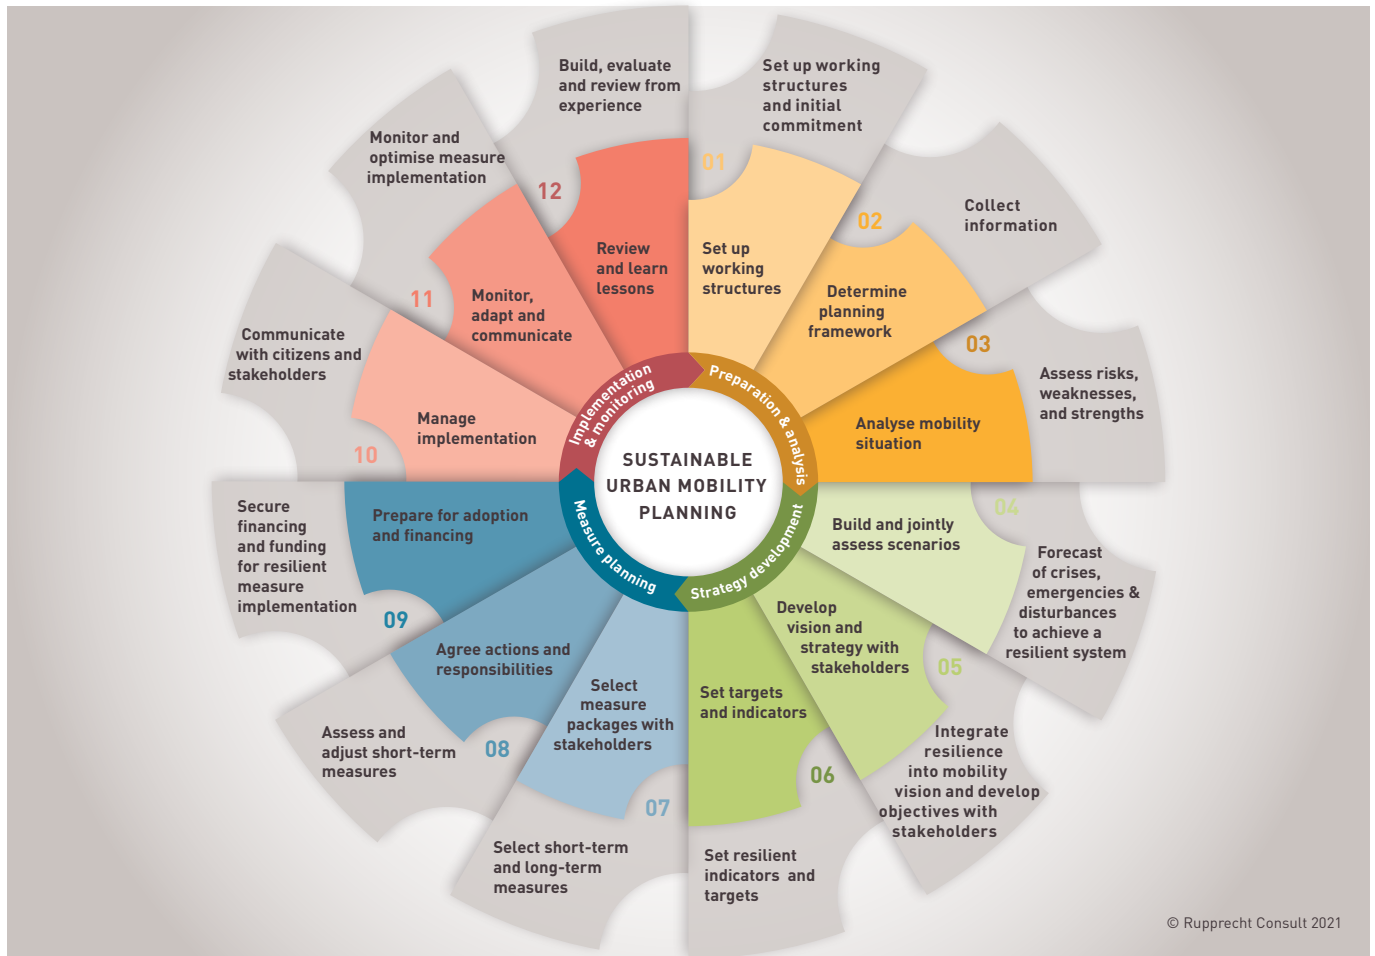 SUSTAINABLE
URBAN MOBILITY
PLANNING
Preparation & analysis
Strategy development
Measure planning
Implementation
& monitoring
01
Set up
working
structures
Set up working
structures
and initial
commitment
02
Determine
planning
framework
Collect
information
03
Analyse mobility
situation
Assess risks,
weaknesses,
and strengths
04
Build and jointly
assess scenarios
Forecast
of crises,
emergencies &
disturbances
to achieve a
resilient system
05
Develop
vision and
strategy with
stakeholders
Integrate
resilience
into mobility
vision and develop
objectives with
stakeholders
06
Set targets
and indicators
Set resilient
indicators and
targets
07
Select
measure
packages with
stakeholders
Select short-term
and long-term
measures
08
Agree actions and
responsibilities
Assess and
adjust short-term
measures
09
Prepare for adoption
and financing
Secure
financing
and funding
for resilient
measure
implementation
10
Manage
implementation
Communicate
with citizens and
stakeholders
11
Monitor,
adapt and
communicate
Monitor and
optimise measure
implementation
12
Review
and learn
lessons
Build, evaluate
and review from
experience
© Rupprecht Consult 2021